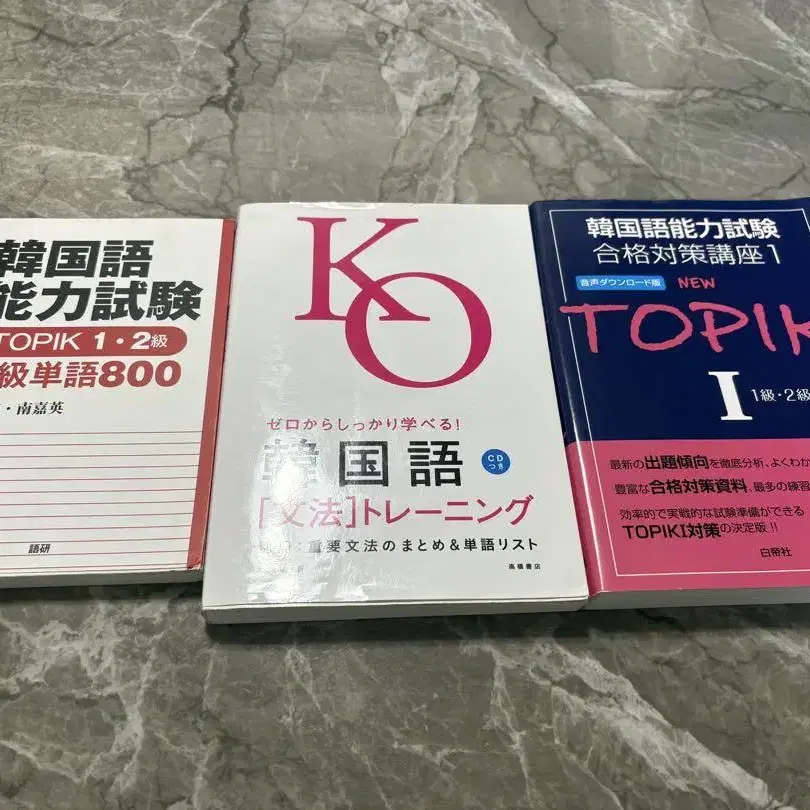 韓国語
能力試験
TOPIK 1・2級
級単語800
・南嘉英
語研
KO
ゼロからしっかり学べる!
韓国語
CDつき
[文法]トレーニング
:重要文法のまとめ&単語リスト
高橋書店
韓国語能力試験
合格対策講座1
音声ダウンロード版
NEW
TOPIK
I 1級・2級
最新の出題傾向を徹底分析、よくわか
豊富な合格対策資料、最多の練習
効率的で実戦的な試験準備ができる
TOPIKI対策の決定版!!
白帝社